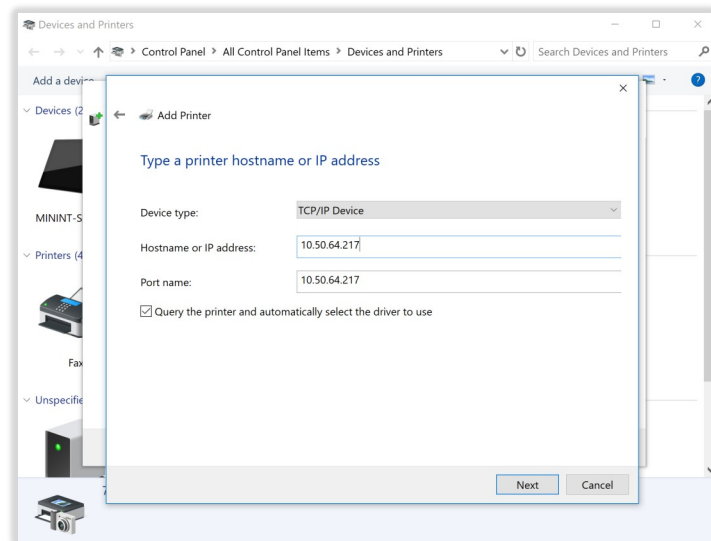 Devices and Printers
Control Panel > All Control Panel Items > Devices and Printers
Search Devices and Printers
Add a device
?
Devices (2
Add Printer
Type a printer hostname or IP address
Device type:
TCP/IP Device
MININT-S
Hostname or IP address:
10.50.64.217
Printers (4
Port name:
10.50.64.217
Query the printer and automatically select the driver to use
Fax
Unspecifie
Next
Cancel
7